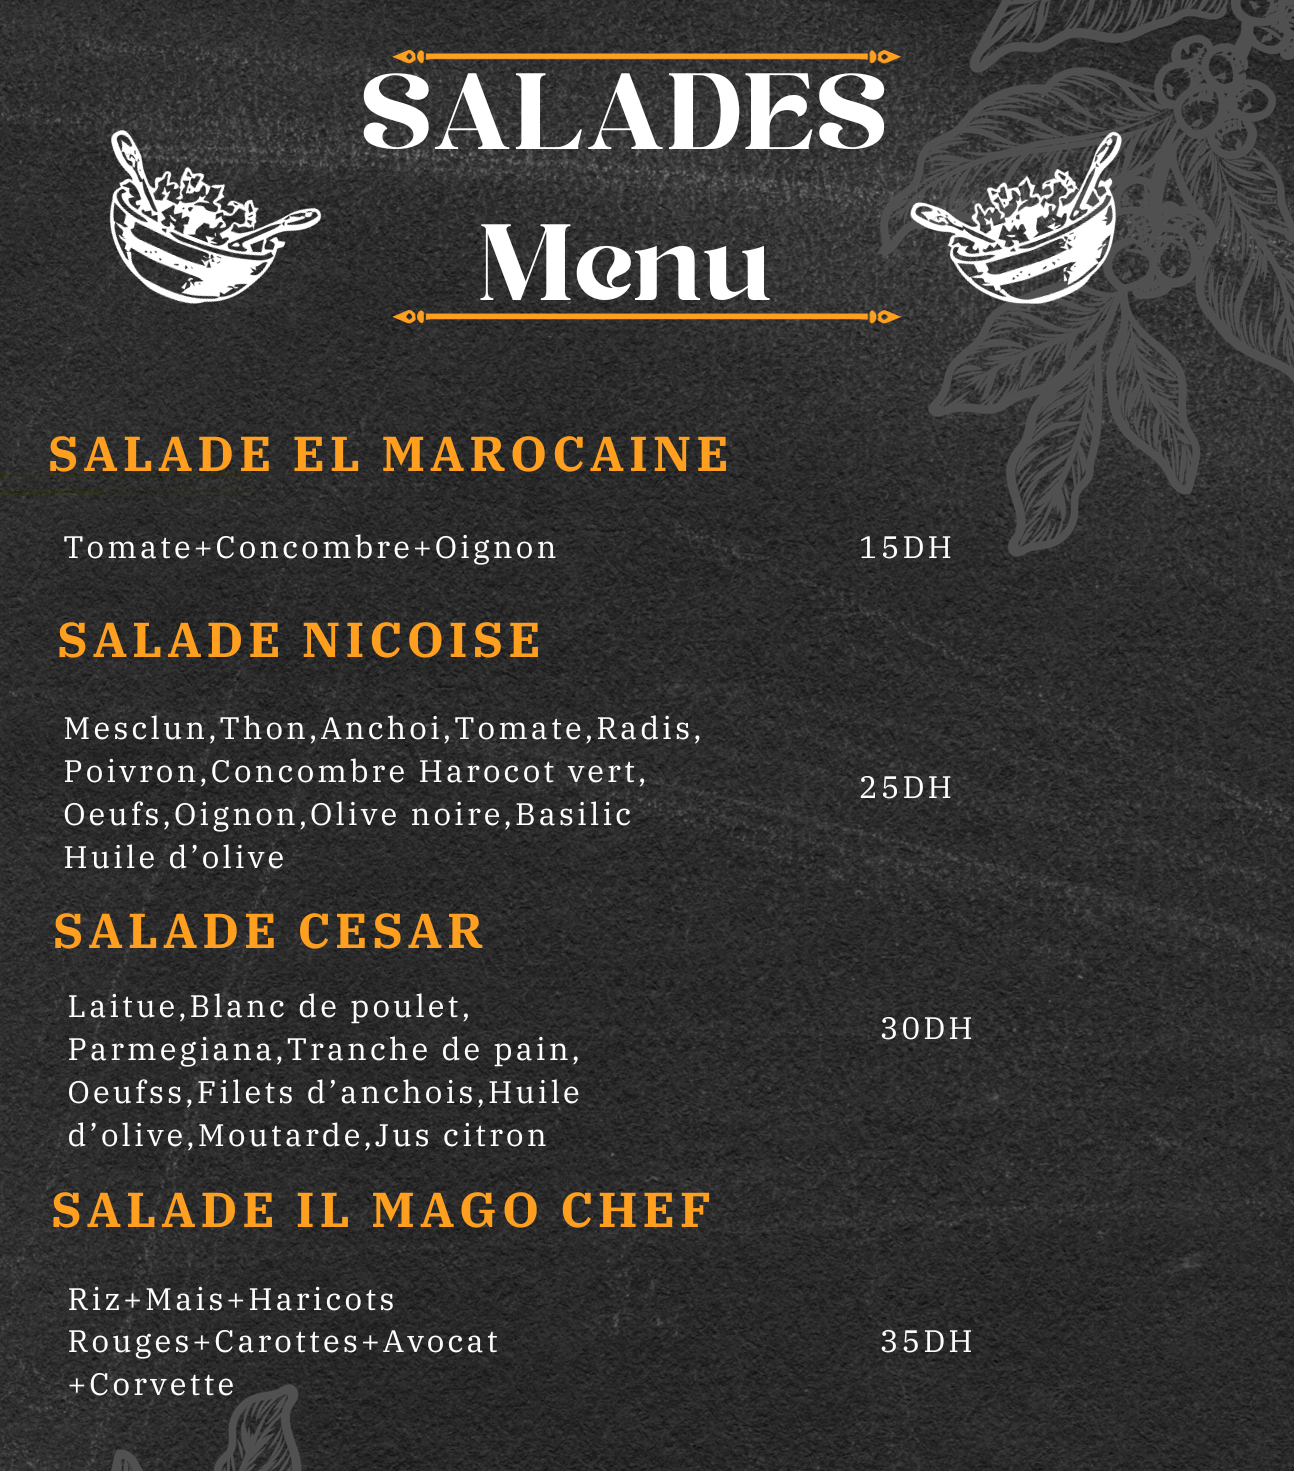 SALADES
Menu
SALADE EL MAROCAINE
Tomate+Concombre+Oignon 15DH
SALADE NICOISE
Mesclun,Thon,Anchoi,Tomate,Radis,
Poivron,Concombre Harocot vert,
25DH
Oeufs,Oignon,Olive noire,Basilic
Huile d’olive
SALADE CESAR
Laitue,Blanc de poulet,
30DH
Parmegiana,Tranche de pain,
Oeufss,Filets d’anchois,Huile
d’olive,Moutarde,Jus citron
SALADE IL MAGO CHEF
Riz+Mais+Haricots
Rouges+Carottes+Avocat 35DH
+Corvette